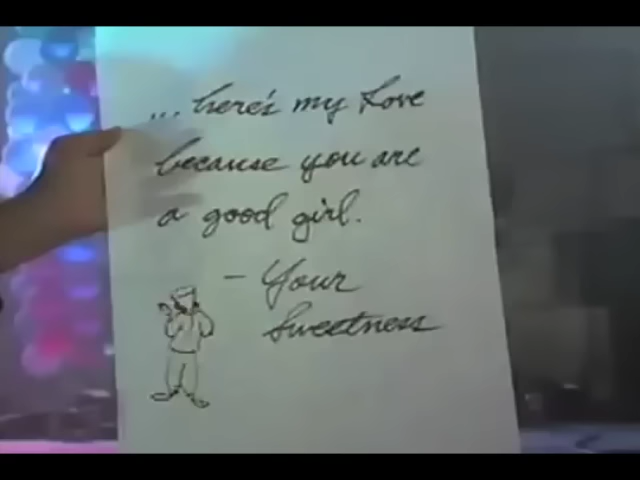 ... here's my Love
because you are
a good girl.
- Your
Sweetness